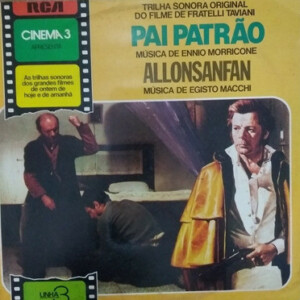 RCA
CINEMA 3
APRESENTA
As trilhas sonoras
dos grandes filmes
de ontem de
hoje e de amanhã
TRILHA SONORA ORIGINAL
DO FILME DE FRATELLI TAVIANI
PAI PATRÃO
MÚSICA DE ENNIO MORRICONE
ALLONSANFAN
MÚSICA DE EGISTO MACCHI
LINHA 3